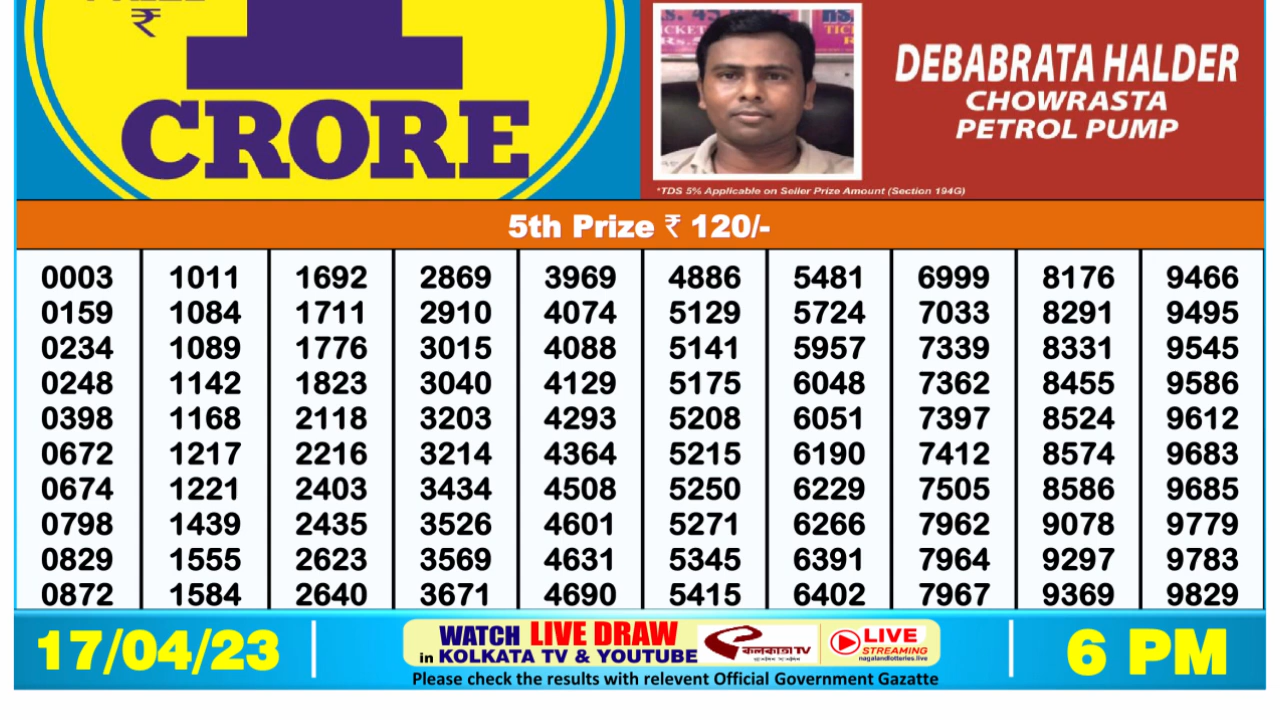 ₹
1
CRORE
DEBABRATA HALDER
CHOWRASTA
PETROL PUMP
*TDS 5% Applicable on Seller Prize Amount (Section 194G)
5th Prize ₹ 120/-
0003 1011 1692 2869 3969 4886 5481 6999 8176 9466
0159 1084 1711 2910 4074 5129 5724 7033 8291 9495
0234 1089 1776 3015 4088 5141 5957 7339 8331 9545
0248 1142 1823 3040 4129 5175 6048 7362 8455 9586
0398 1168 2118 3203 4293 5208 6051 7397 8524 9612
0672 1217 2216 3214 4364 5215 6190 7412 8574 9683
0674 1221 2403 3434 4508 5250 6229 7505 8586 9685
0798 1439 2435 3526 4601 5271 6266 7962 9078 9779
0829 1555 2623 3569 4631 5345 6391 7964 9297 9783
0872 1584 2640 3671 4690 5415 6402 7967 9369 9829
17/04/23
WATCH LIVE DRAW
in KOLKATA TV & YOUTUBE
কলকাতা TV
LIVE
STREAMING
nagalandlotteries.live
Please check the results with relevent Official Government Gazatte
6 PM